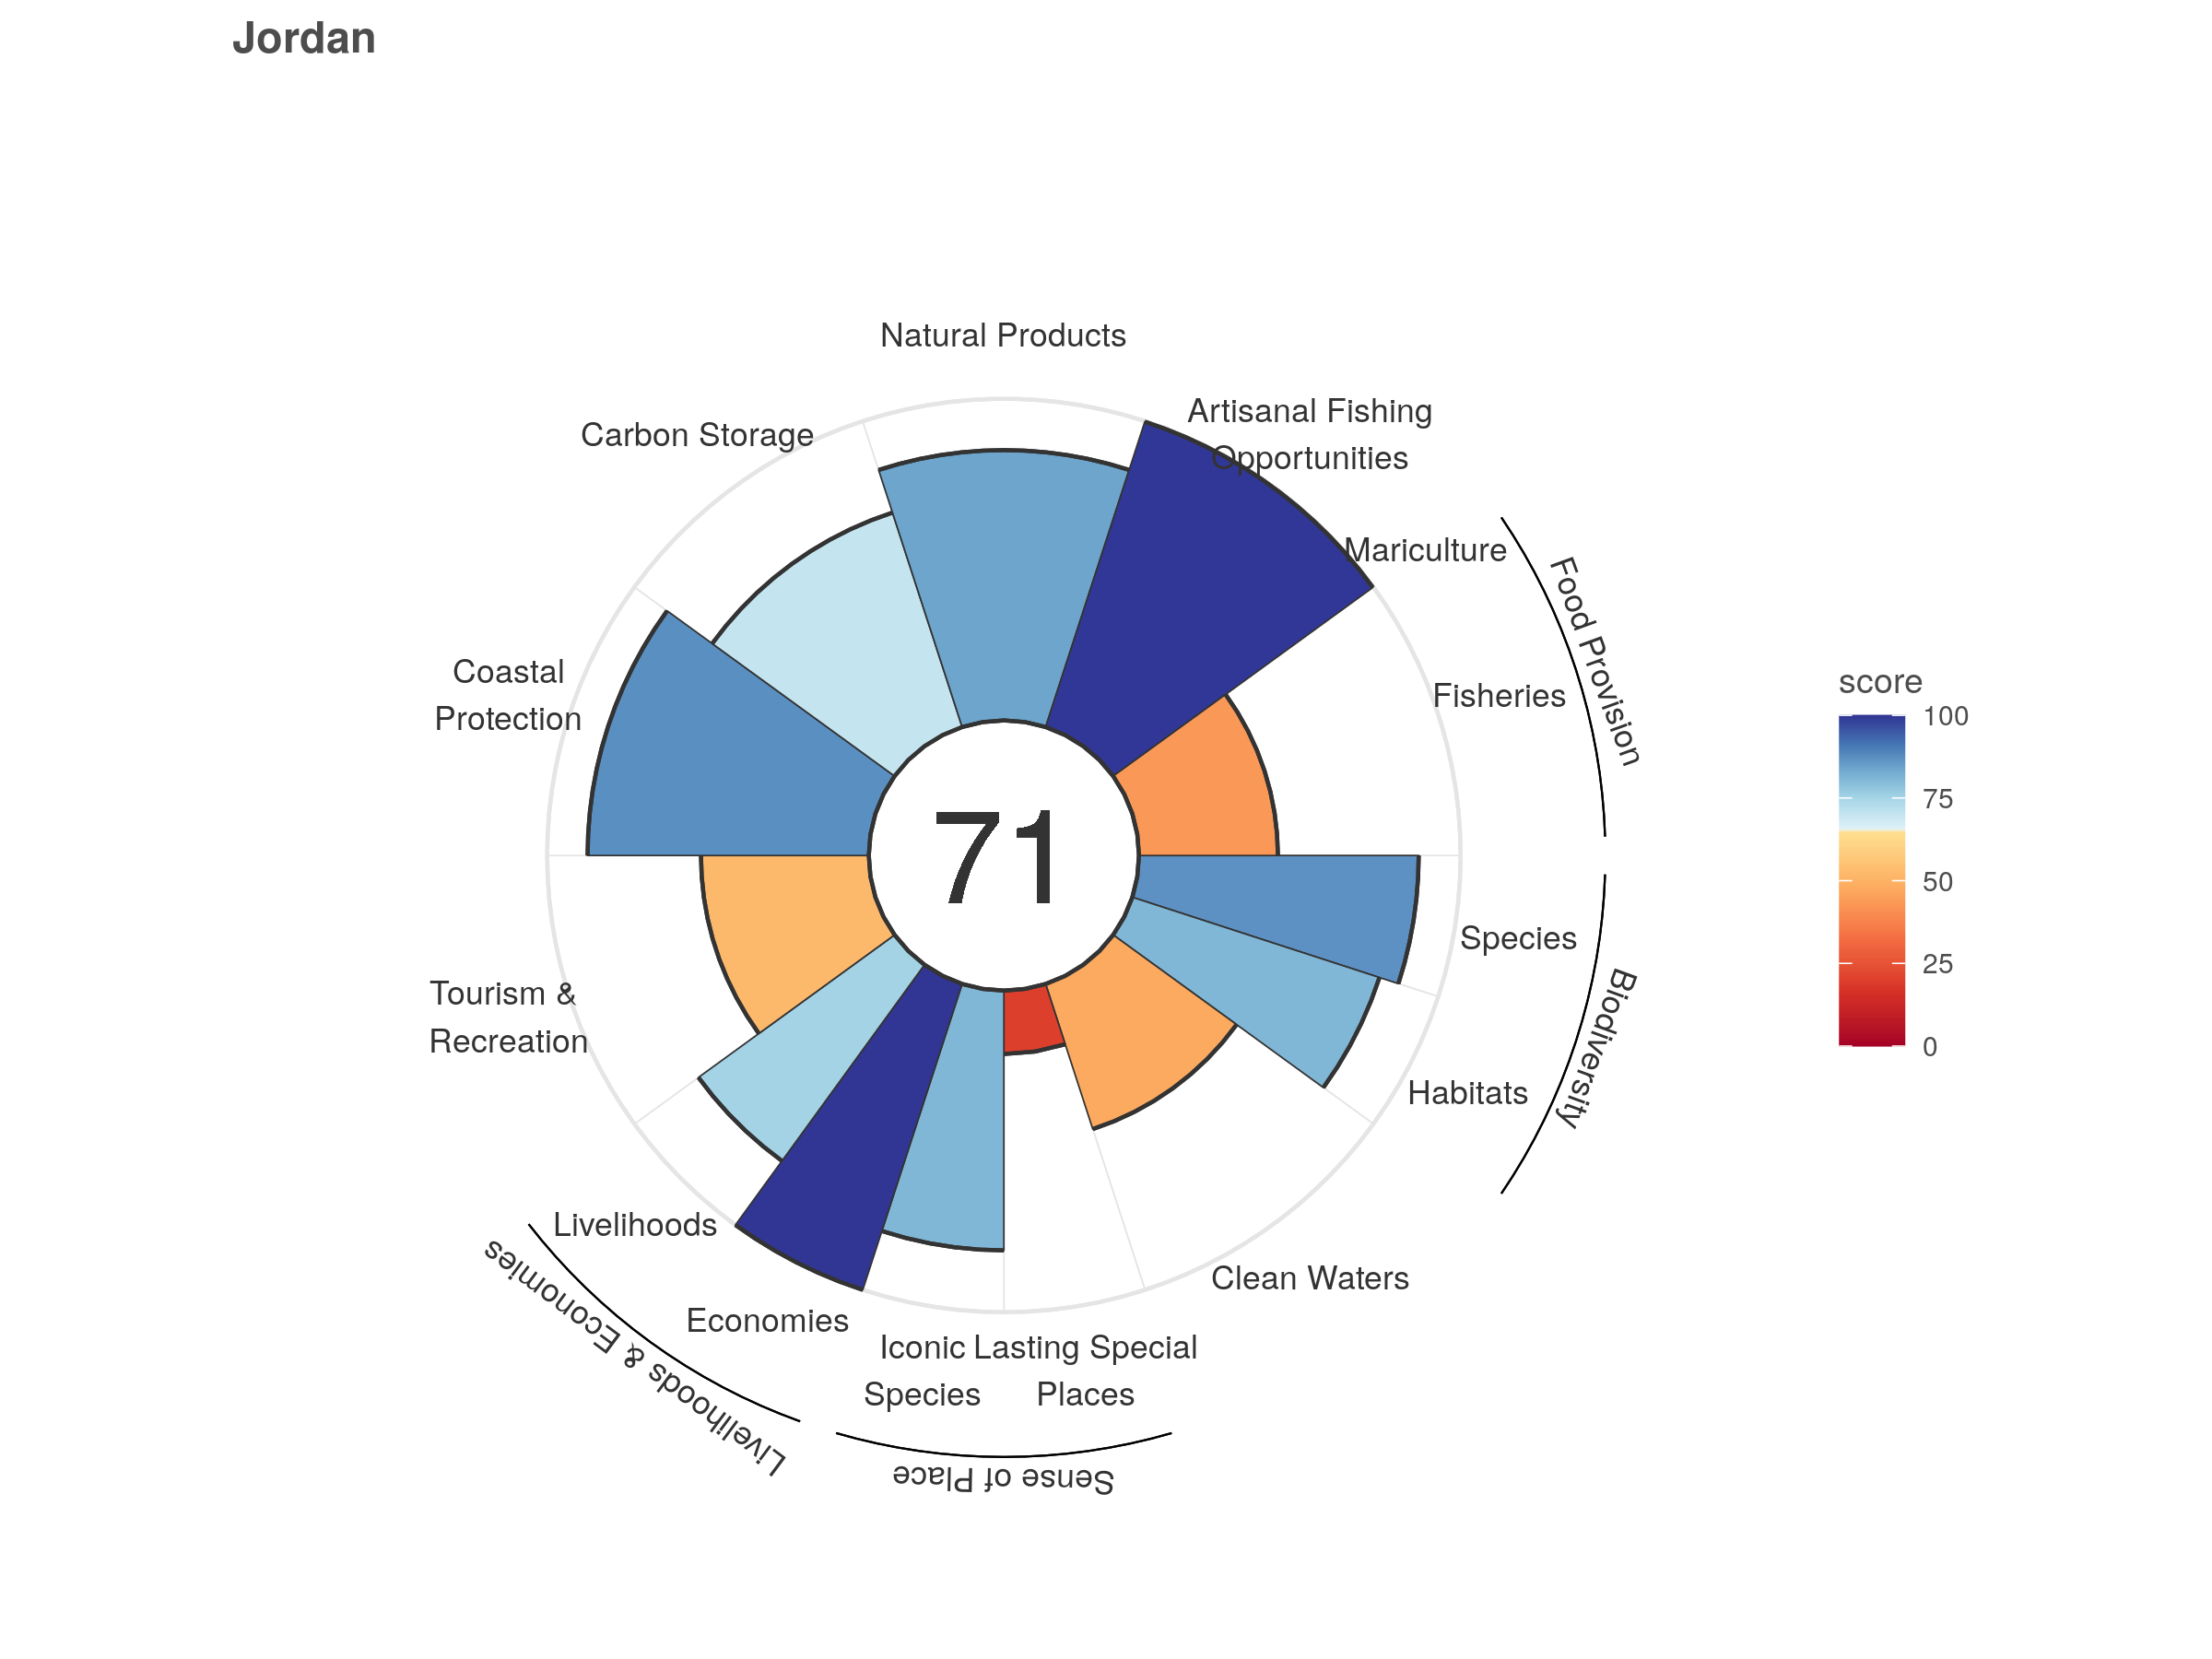 Jordan
Natural Products
Artisanal Fishing
Opportunities
Carbon Storage
Mariculture
Food Provision
Fisheries
Coastal
Protection
71
score
100
75
50
25
0
Species
Biodiversity
Habitats
Tourism &
Recreation
Livelihoods
Livelihoods & Economies
Economies
Clean Waters
Iconic
Species
Lasting Special
Places
Sense of Place